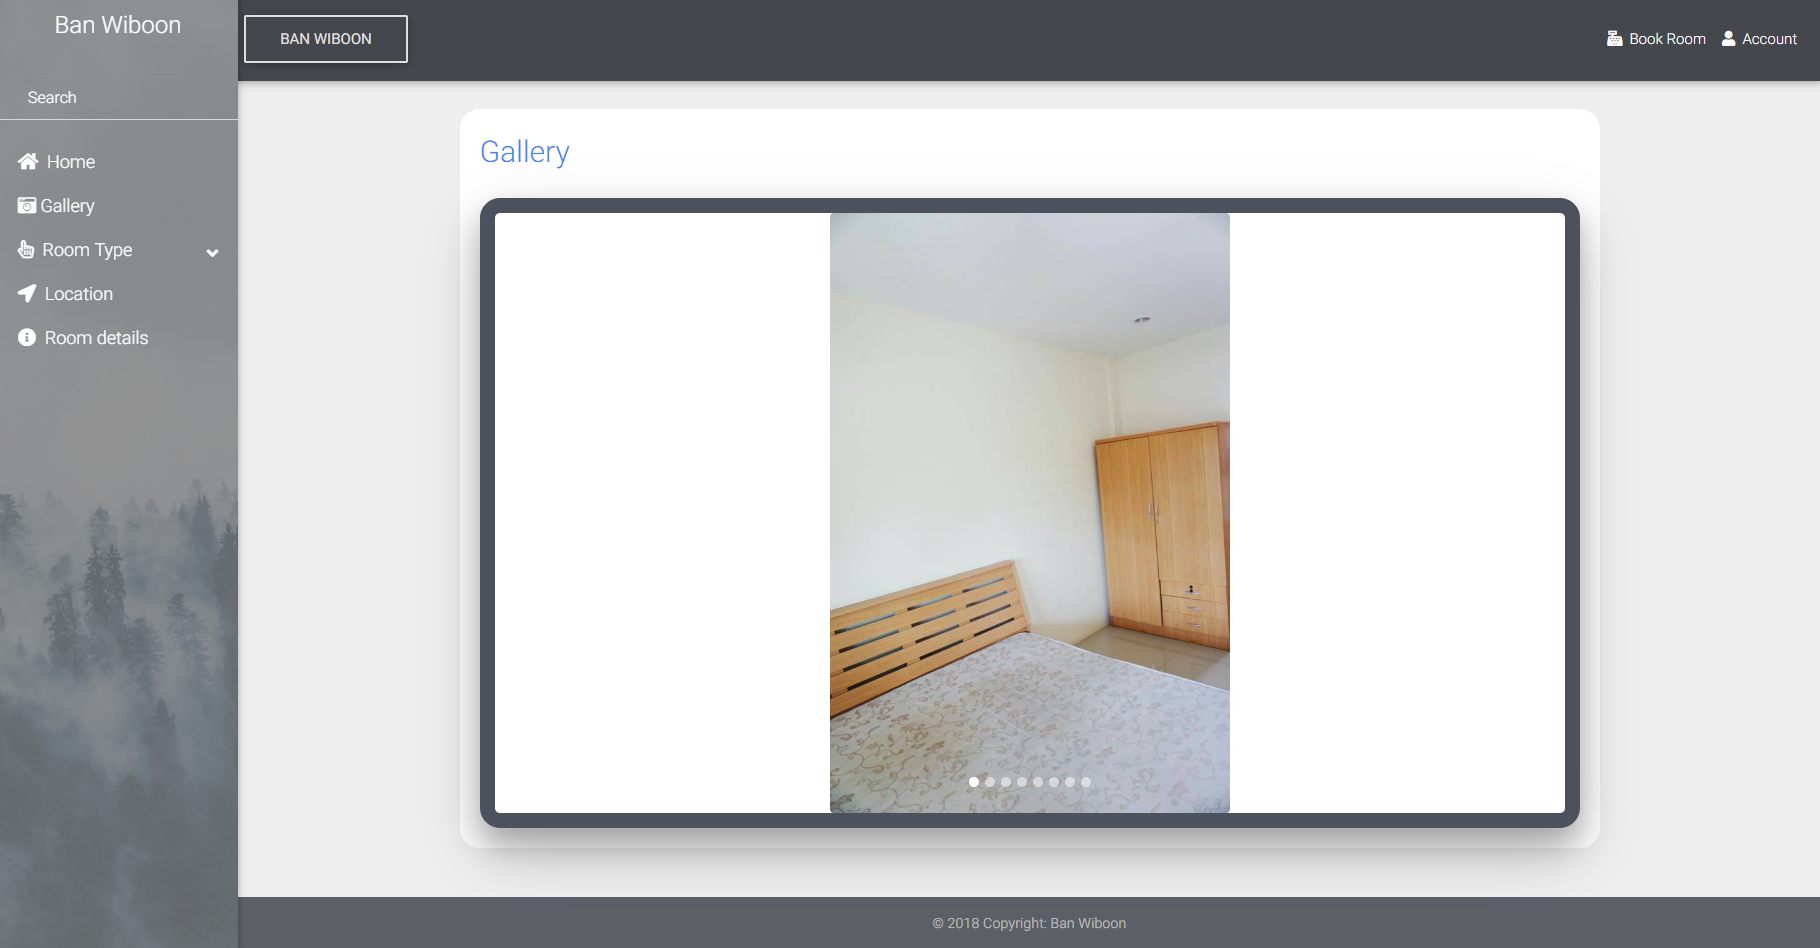 Ban Wiboon
Search
Home
Gallery
Room Type
Location
Room details
BAN WIBOON
Book Room
Account
Gallery
© 2018 Copyright: Ban Wiboon